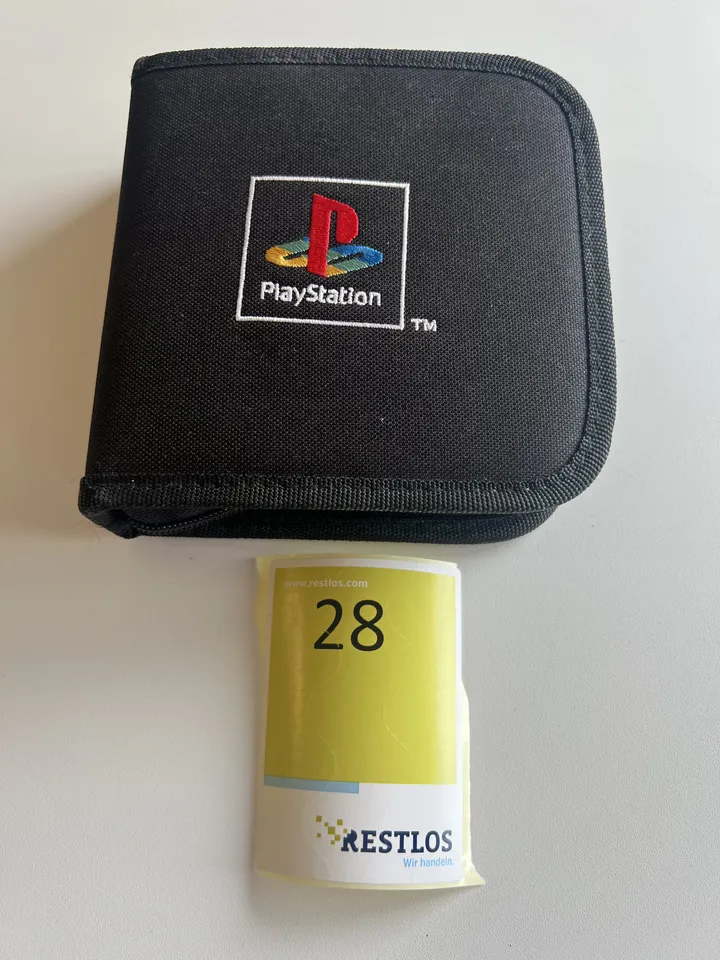 PlayStation
TM
www.restlos.com
28
RESTLOS
Wir handeln.